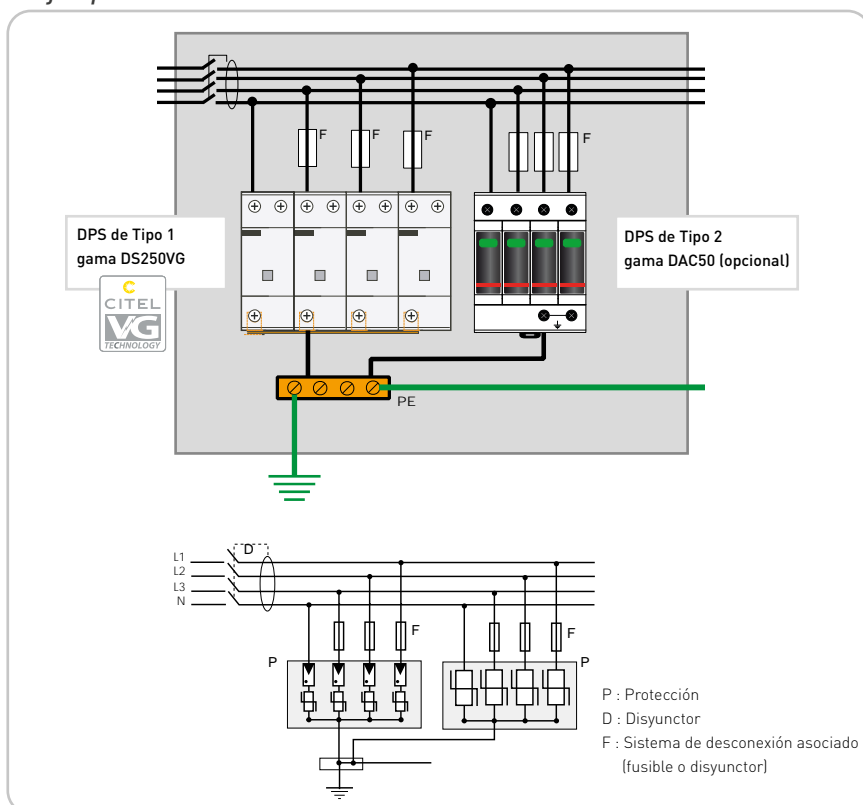 F
F
F
F
DPS de Tipo 1
gama DS250VG
C
CITEL
VG
TECHNOLOGY
DPS de Tipo 2
gama DAC50 (opcional)
PE
D
L1
L2
L3
N
F
F
P
P
P : Protección
D : Disyunctor
F : Sistema de desconexión asociado
(fusible o disyunctor)